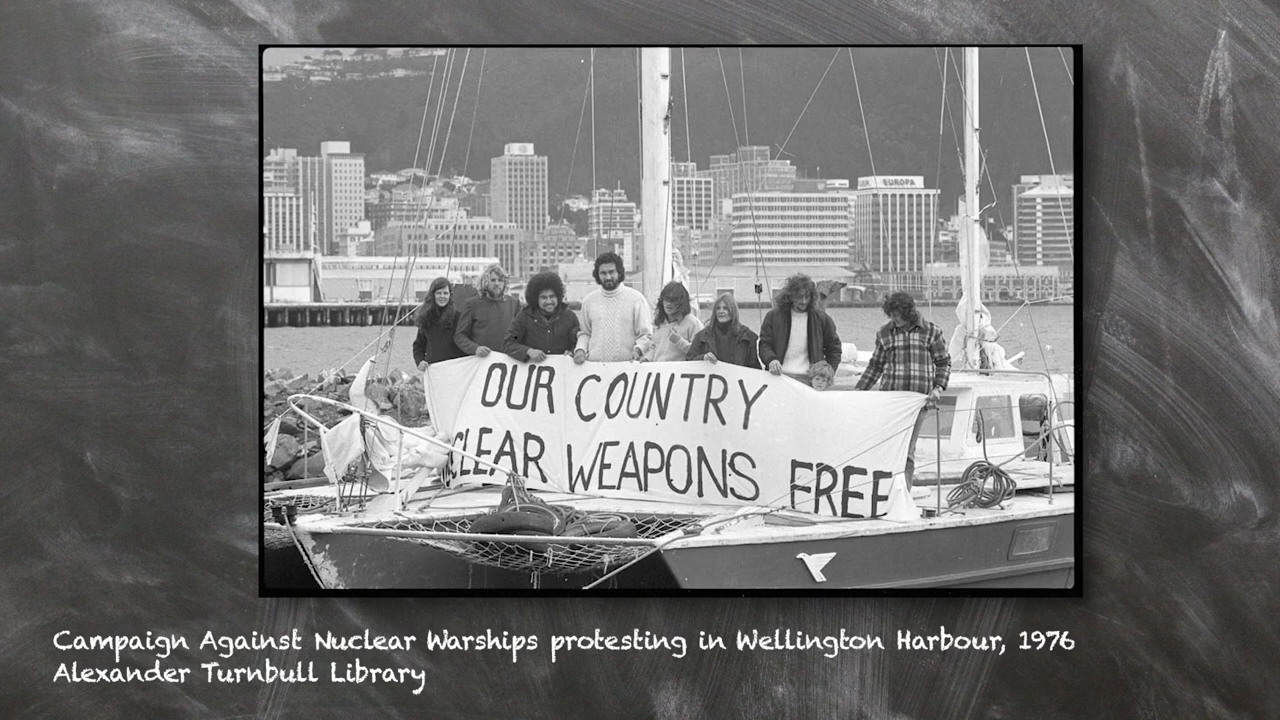 EUROPA
OUR COUNTRY
CLEAR WEAPONS FREE
Campaign Against Nuclear Warships protesting in Wellington Harbour, 1976
Alexander Turnbull Library